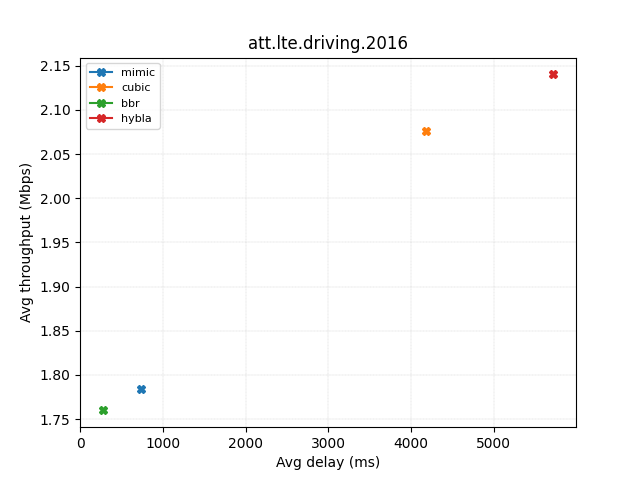 att.lte.driving.2016
mimic
cubic
bbr
hybla
Avg throughput (Mbps)
2.15
2.10
2.05
2.00
1.95
1.90
1.85
1.80
1.75
0 1000 2000 3000 4000 5000
Avg delay (ms)